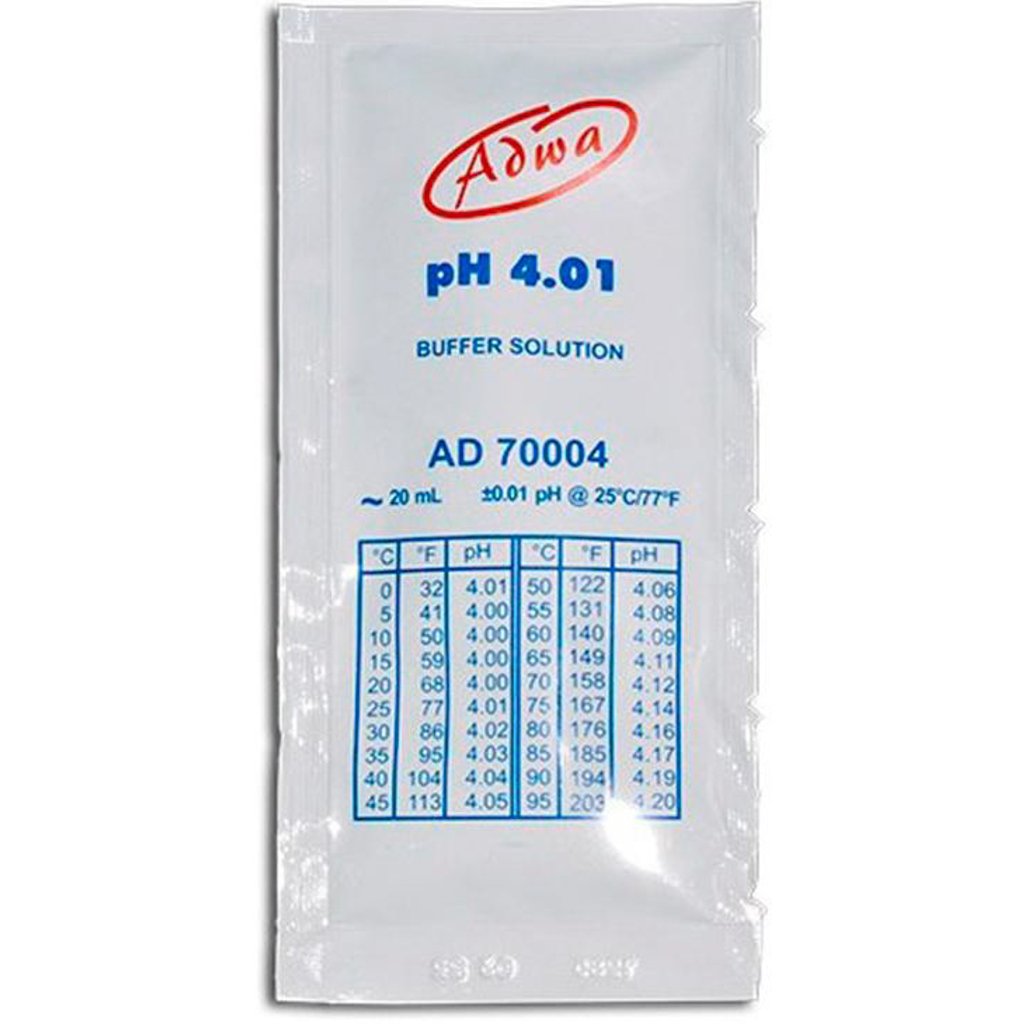 Adwa
pH 4.01
BUFFER SOLUTION
AD 70004
~ 20 mL ±0.01 pH @ 25°C/77°F
°C °F pH °C °F pH
0 32 4.01 50 122 4.06
5 41 4.00 55 131 4.08
10 50 4.00 60 140 4.09
15 59 4.00 65 149 4.11
20 68 4.00 70 158 4.12
25 77 4.01 75 167 4.14
30 86 4.02 80 176 4.16
35 95 4.03 85 185 4.17
40 104 4.04 90 194 4.19
45 113 4.05 95 203 4.20